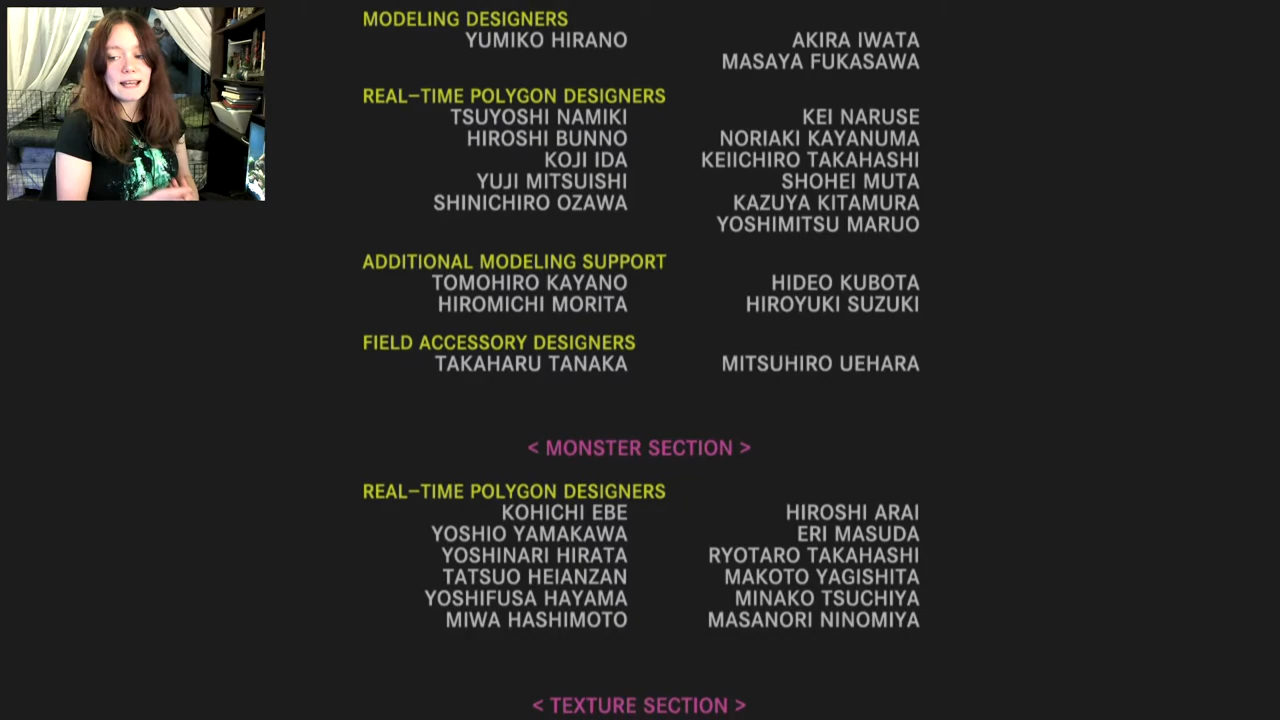 MODELING DESIGNERS
YUMIKO HIRANO AKIRA IWATA
MASAYA FUKASAWA
REAL-TIME POLYGON DESIGNERS
TSUYOSHI NAMIKI KEI NARUSE
HIROSHI BUNNO NORIAKI KAYANUMA
KOJI IDA KEIICHIRO TAKAHASHI
YUJI MITSUISHI SHOHEI MUTA
SHINICHIRO OZAWA KAZUYA KITAMURA
YOSHIMITSU MARUO
ADDITIONAL MODELING SUPPORT
TOMOHIRO KAYANO HIDEO KUBOTA
HIROMICHI MORITA HIROYUKI SUZUKI
FIELD ACCESSORY DESIGNERS
TAKAHARU TANAKA MITSUHIRO UEHARA
< MONSTER SECTION >
REAL-TIME POLYGON DESIGNERS
KOHICHI EBE HIROSHI ARAI
YOSHIO YAMAKAWA ERI MASUDA
YOSHINARI HIRATA RYOTARO TAKAHASHI
TATSUO HEIANZAN MAKOTO YAGISHITA
YOSHIFUSA HAYAMA MINAKO TSUCHIYA
MIWA HASHIMOTO MASANORI NINOMIYA
< TEXTURE SECTION >